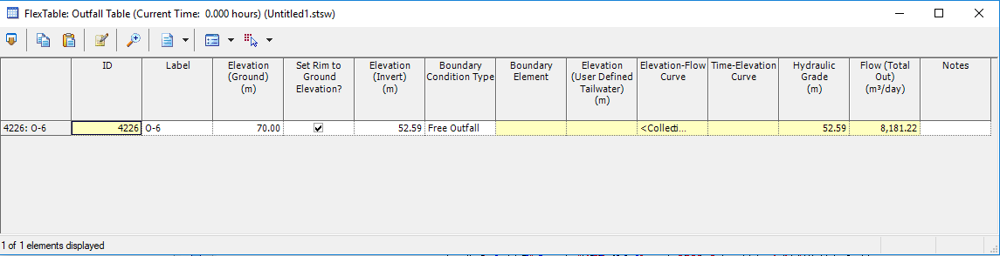 FlexTable: Outfall Table (Current Time:  0.000 hours) (Untitled1.stsw)
ID
Label
Elevation
(Ground)
(m)
Set Rim to
Ground
Elevation?
Elevation
(Invert)
(m)
Boundary
Condition Type
Boundary
Element
Elevation
(User Defined
Tailwater)
(m)
Elevation-Flow
Curve
Time-Elevation
Curve
Hydraulic
Grade
(m)
Flow (Total
Out)
(m³/day)
Notes
4226: O-6 4226 O-6 70.00 52.59 Free Outfall <Collecti... 52.59 8,181.22
1 of 1 elements displayed